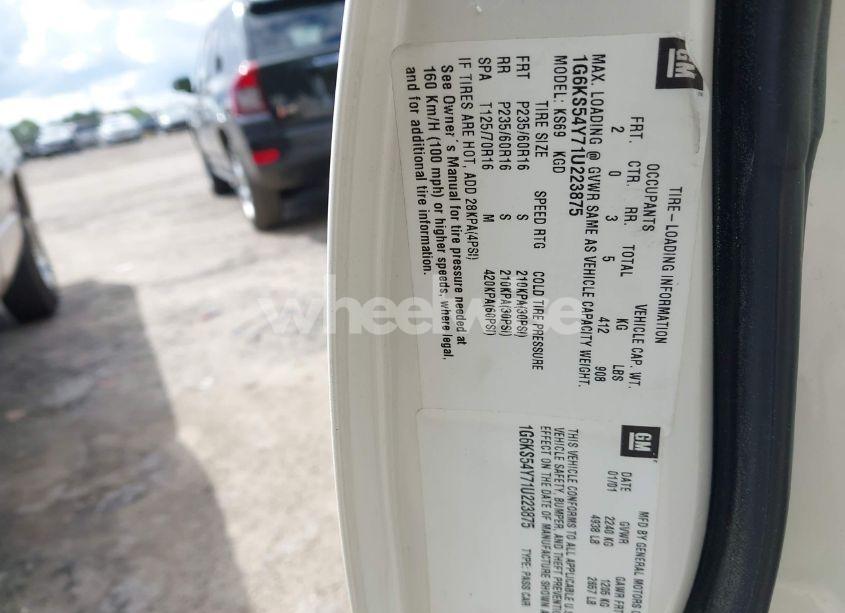 GM
TIRE-LOADING INFORMATION
OCCUPANTS VEHICLE CAP. WT.
FRT. CTR. RR. TOTAL KG LBS
2 0 3 5 412 908
MAX. LOADING @ GVWR SAME AS VEHICLE CAPACITY WEIGHT.
1G6KS54Y71U223875
MODEL: KS69 KGD
TIRE SIZE SPEED RTG COLD TIRE PRESSURE
FRT P235/60R16 S 210KPA(30PSI)
RR P235/60R16 S 210KPA(30PSI)
SPA T125/70R16 M 420KPA(60PSI)
IF TIRES ARE HOT, ADD 28KPA(4PSI)
See Owner's Manual for tire pressure needed at
160 Km/H (100 mph) or higher speeds, where legal,
and for additional tire information.
GM
MFD BY GENERAL MOTORS
DATE GVWR GAWR FRT
01/01 2240 KG 1205 KG
4938 LB 2657 LB
THIS VEHICLE CONFORMS TO ALL APPLICABLE U.S
VEHICLE SAFETY, BUMPER, AND THEFT PREVENTION
EFFECT ON THE DATE OF MANUFACTURE SHOWN
1G6KS54Y71U223875 TYPE: PASS CAR
wheelwise